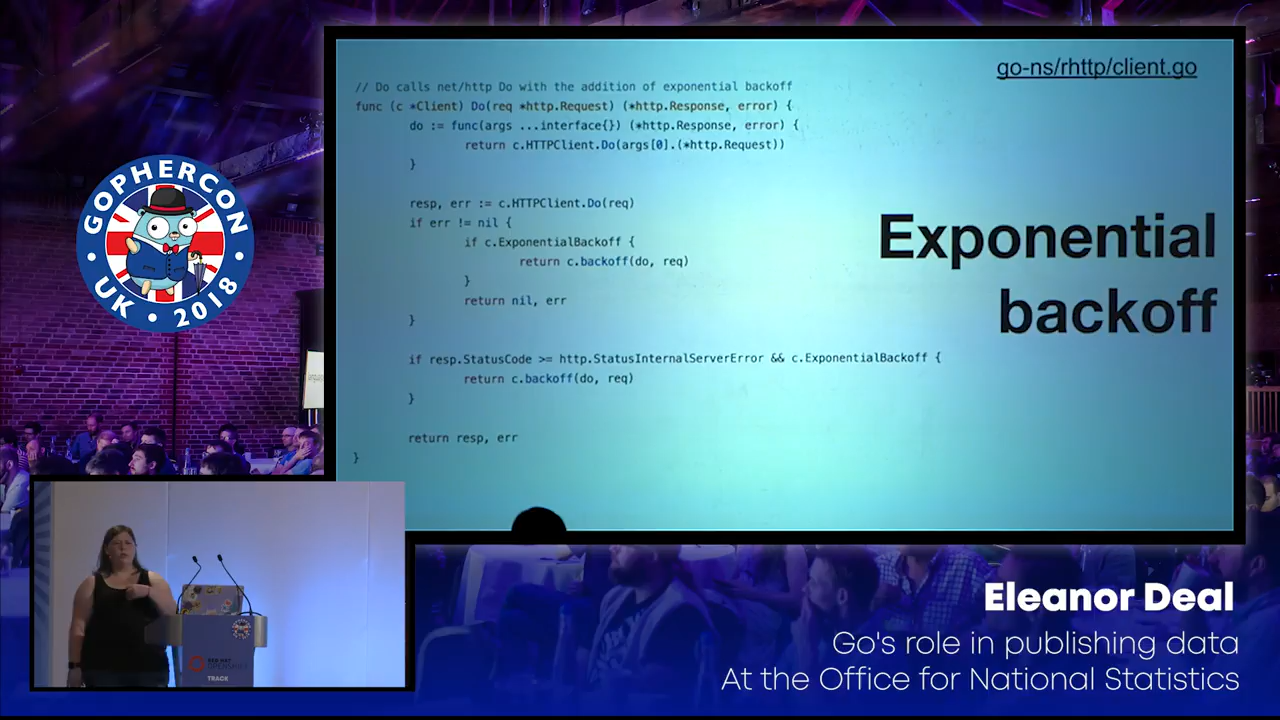 go-ns/rhttp/client.go
// Do calls net/http Do with the addition of exponential backoff
func (c *Client) Do(req *http.Request) (*http.Response, error) {
do := func(args ...interface{}) (*http.Response, error) {
return c.HTTPClient.Do(args[0].(*http.Request))
}
resp, err := c.HTTPClient.Do(req)
if err != nil {
if c.ExponentialBackoff {
return c.backoff(do, req)
}
return nil, err
}
if resp.StatusCode >= http.StatusInternalServerError && c.ExponentialBackoff {
return c.backoff(do, req)
}
return resp, err
}
Exponential
backoff
GOPHERCON
UK • 2018
RED HAT
OPENSHIFT
TRACK
Eleanor Deal
Go's role in publishing data
At the Office for National Statistics